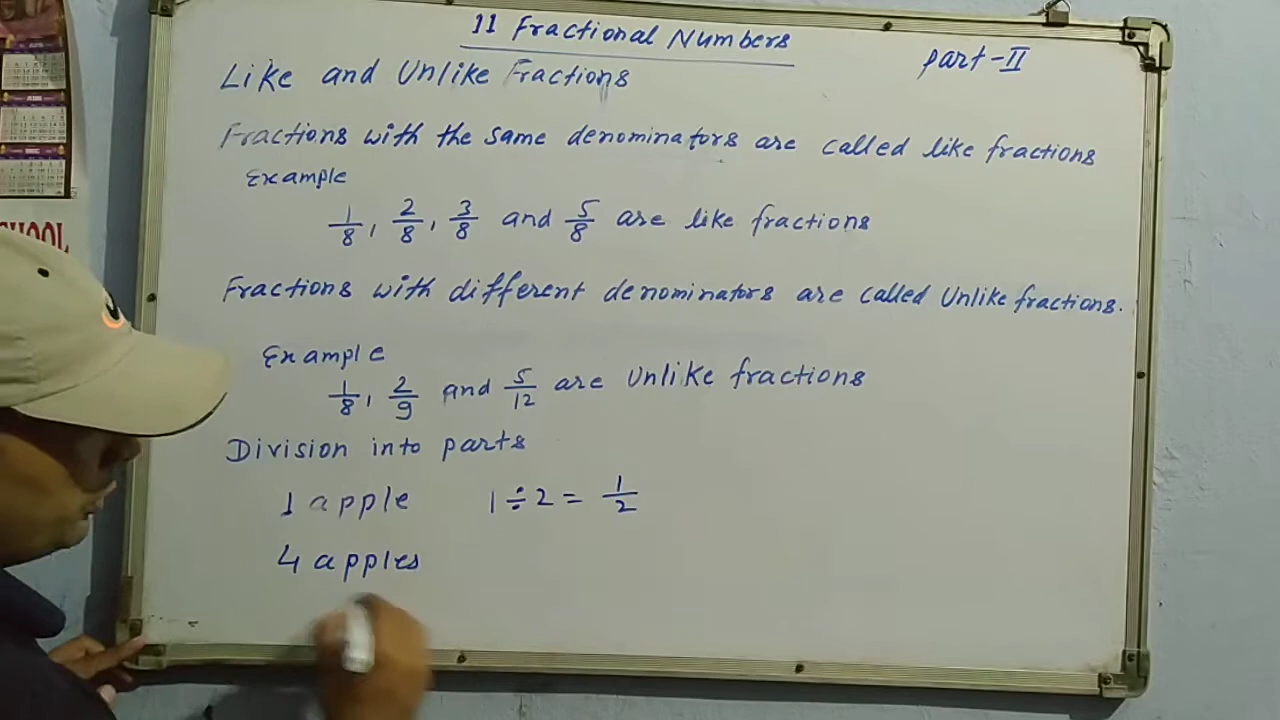 11 Fractional Numbers
part-II
Like and Unlike Fractions
Fractions with the same denominators are called like fractions
Example
1/8, 2/8, 3/8 and 5/8 are like fractions
Fractions with different denominators are called Unlike fractions.
Example
1/8, 2/9 and 5/12 are Unlike fractions
Division into parts
1 apple 1÷2 = 1/2
4 apples